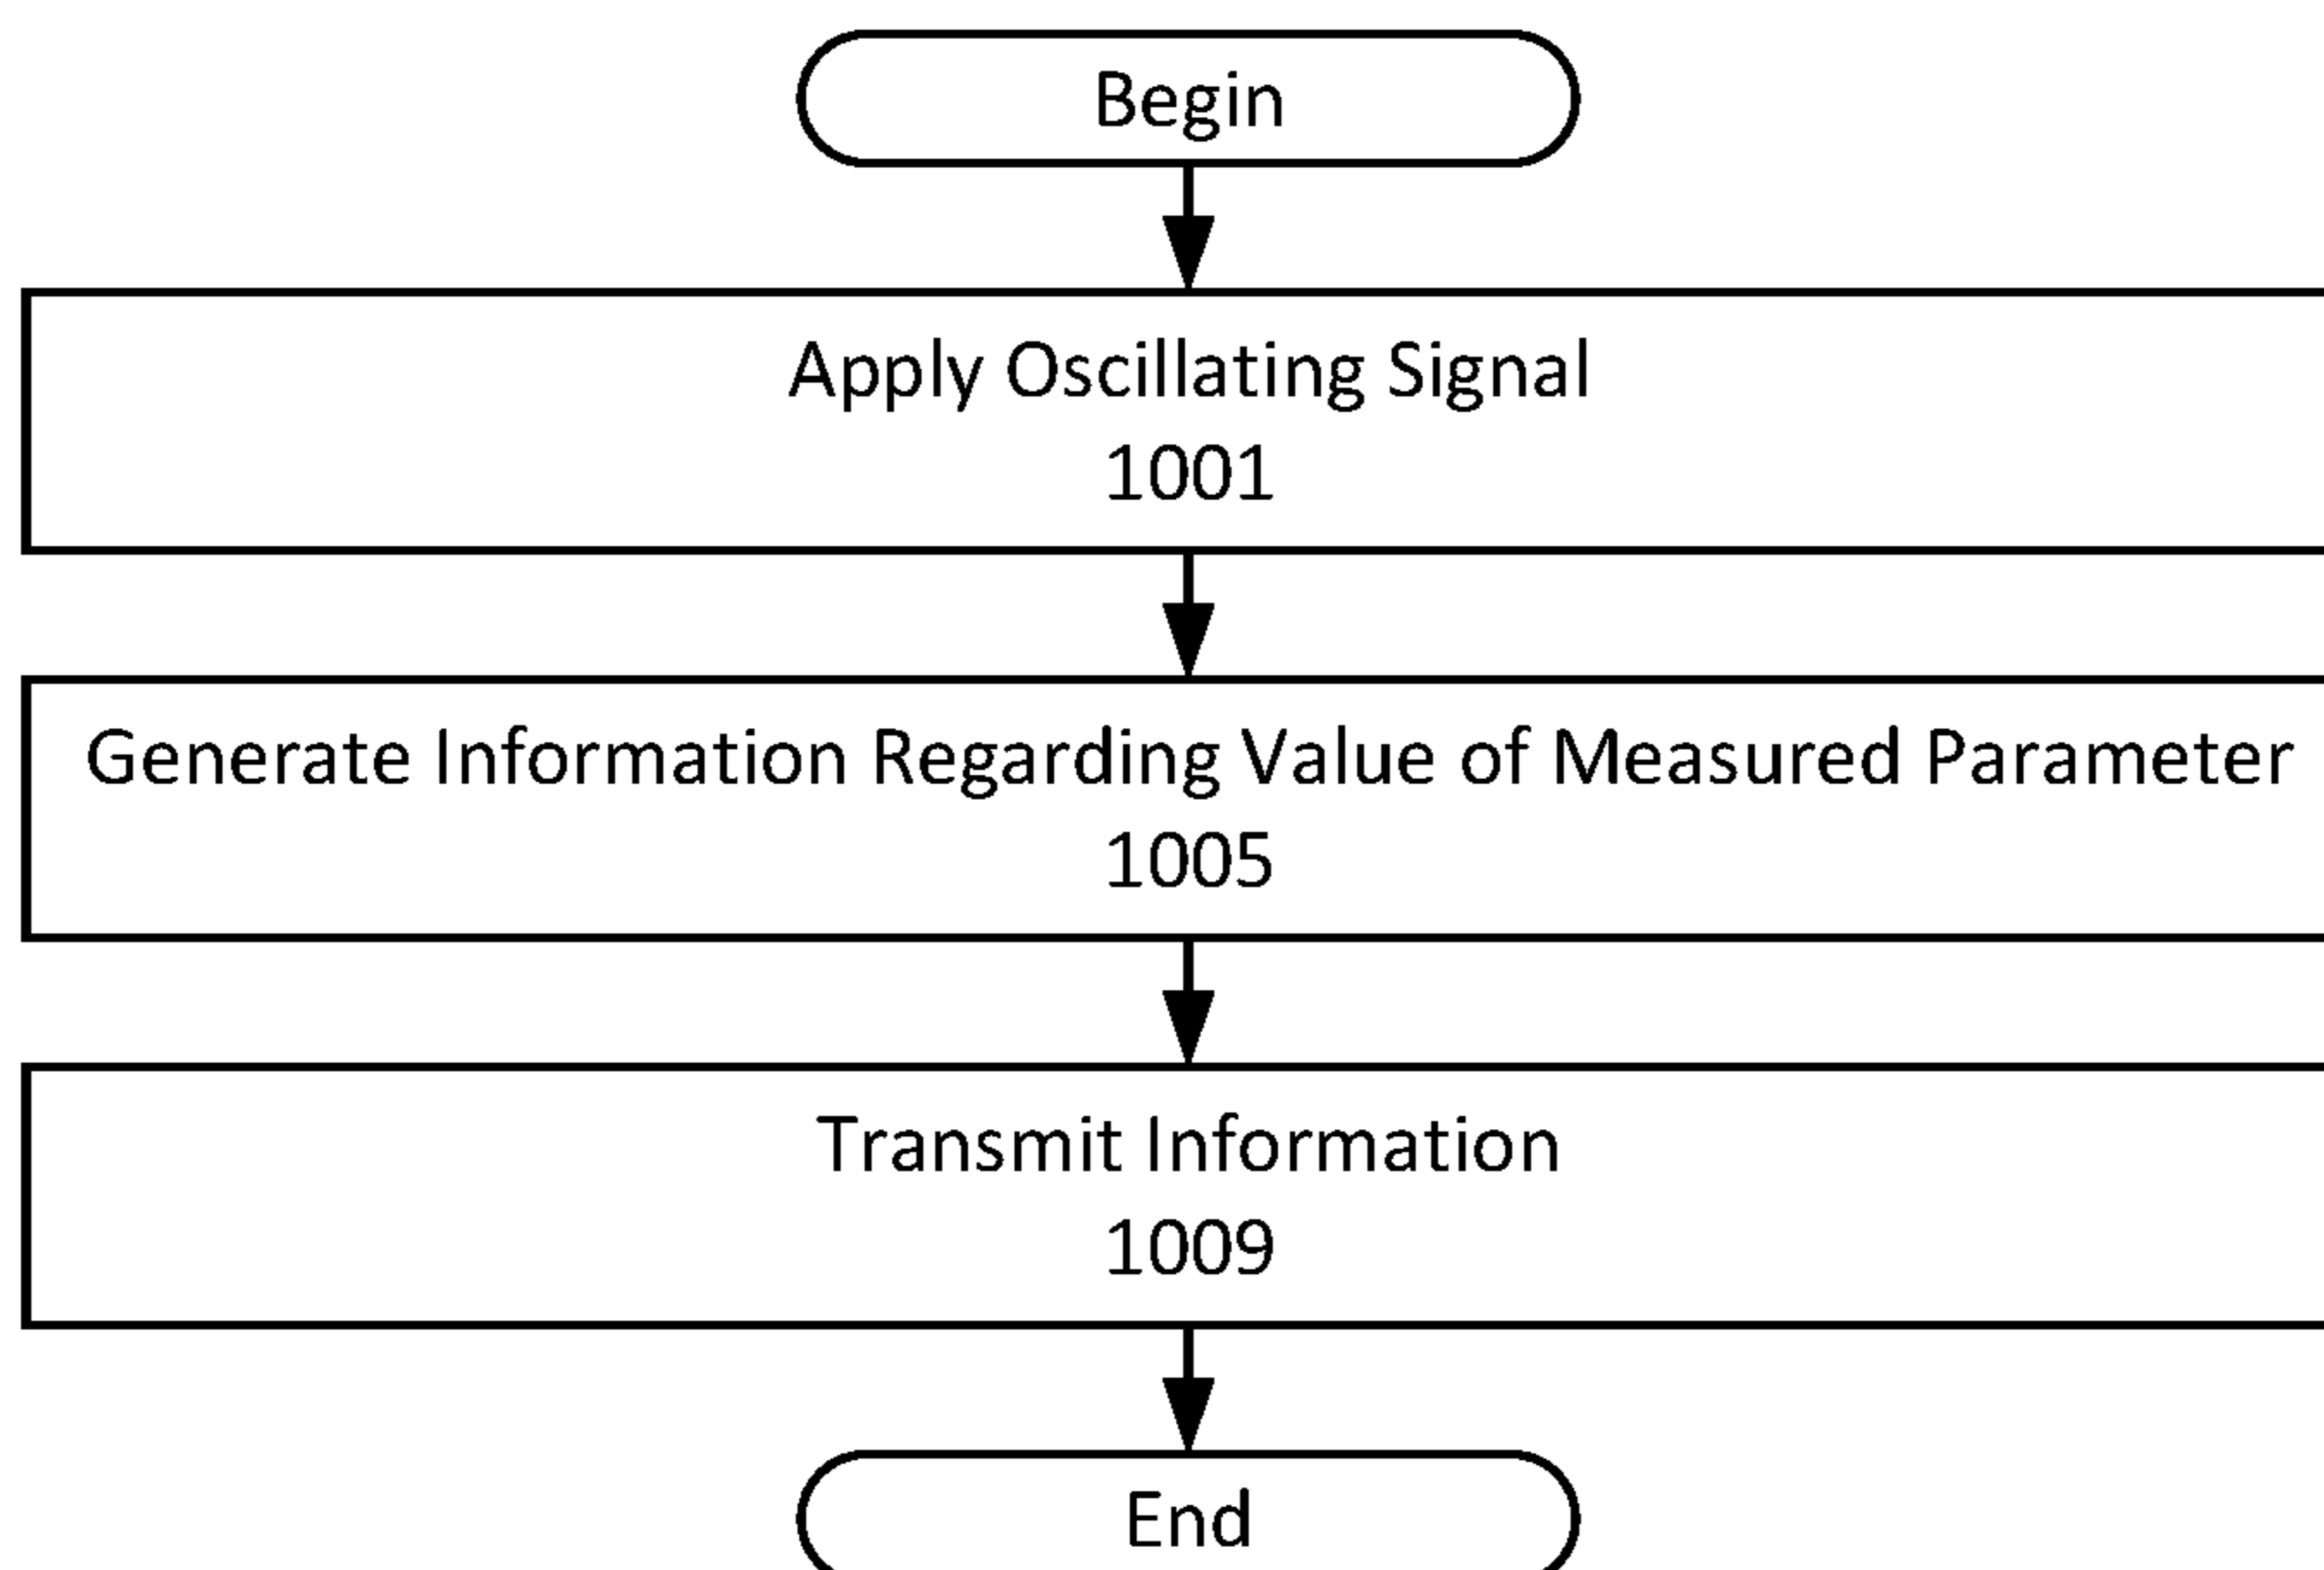 Begin
Apply Oscillating Signal
1001
Generate Information Regarding Value of Measured Parameter
1005
Transmit Information
1009
End